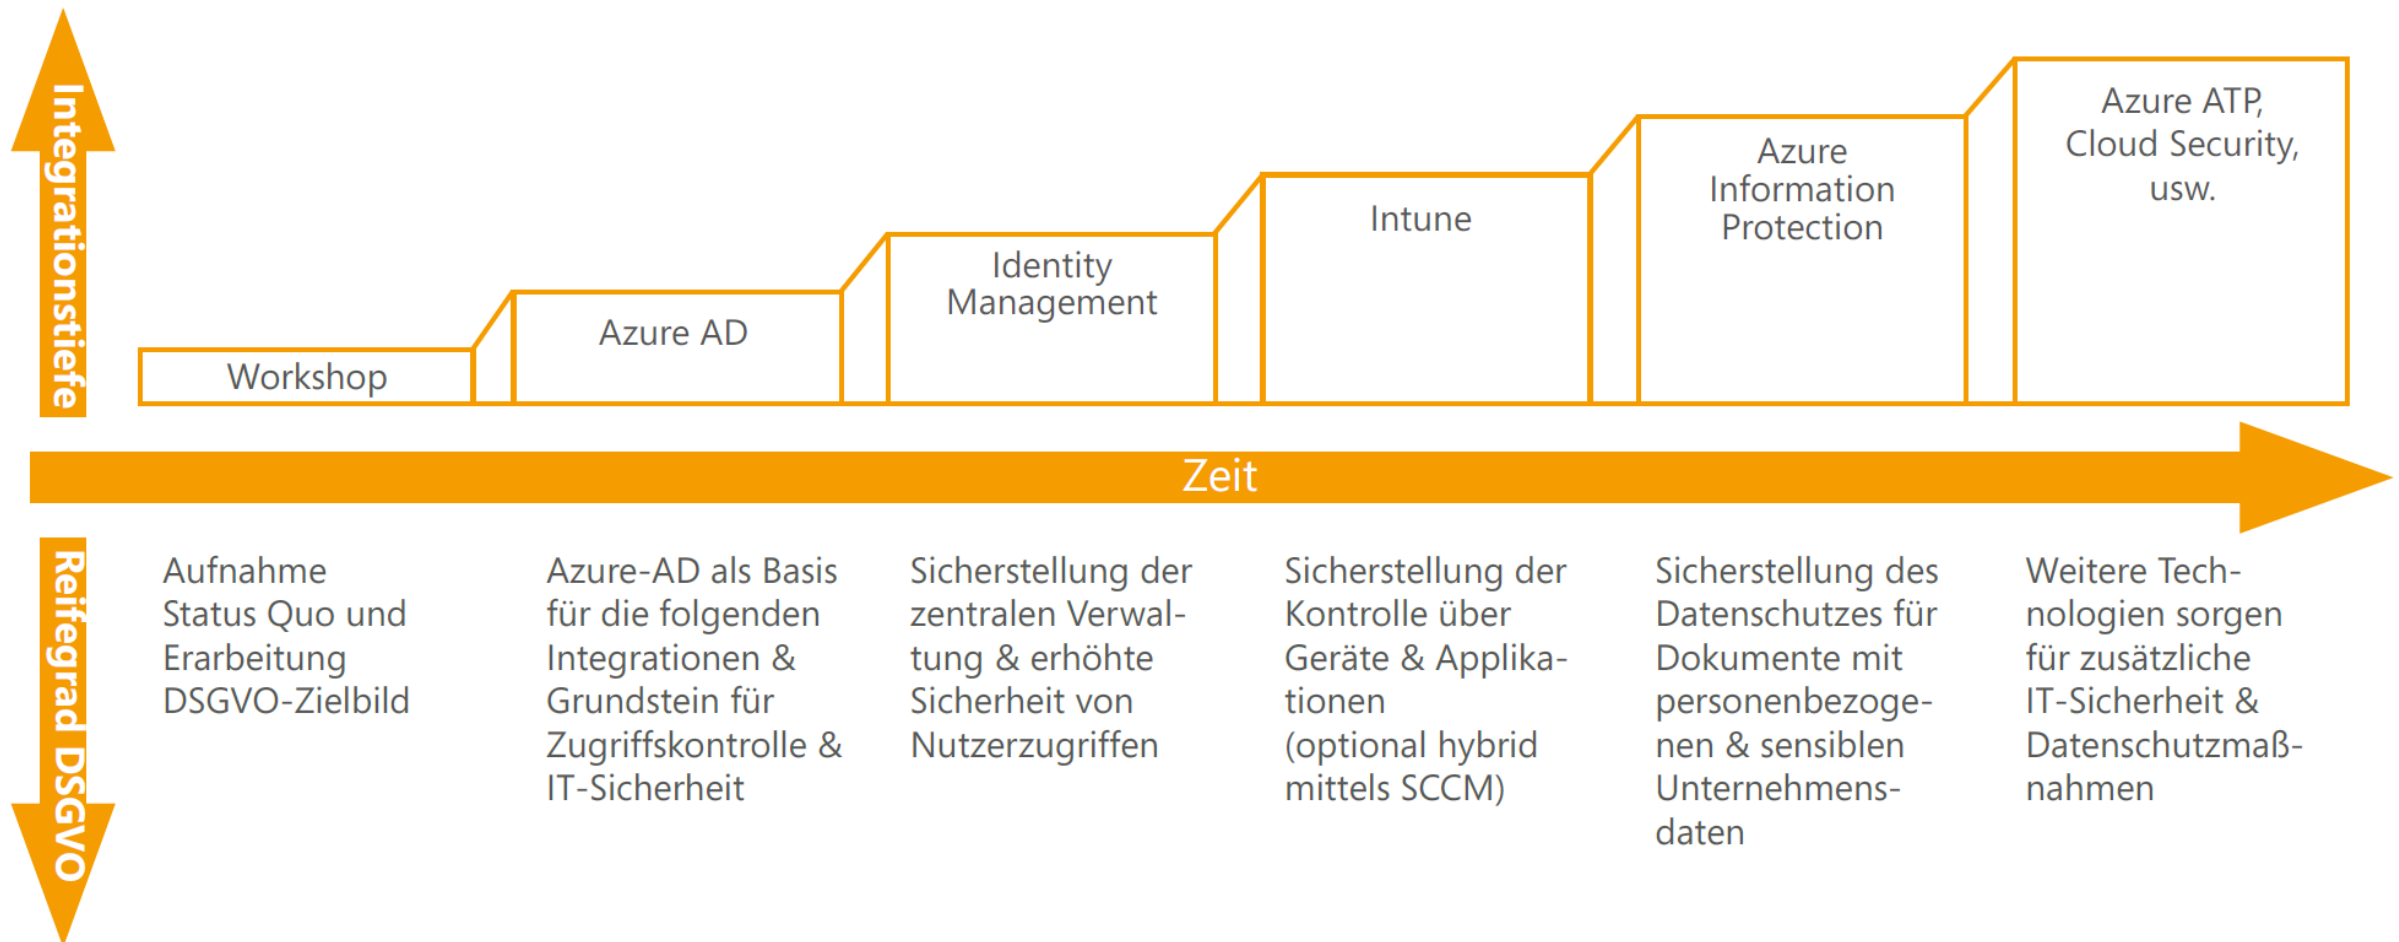 Integrationstiefe
Workshop
Azure AD
Identity
Management
Intune
Azure
Information
Protection
Azure ATP,
Cloud Security,
usw.
Zeit
Reifegrad DSGVO
Aufnahme
Status Quo und
Erarbeitung
DSGVO-Zielbild
Azure-AD als Basis
für die folgenden
Integrationen &
Grundstein für
Zugriffskontrolle &
IT-Sicherheit
Sicherstellung der
zentralen Verwal-
tung & erhöhte
Sicherheit von
Nutzerzugriffen
Sicherstellung der
Kontrolle über
Geräte & Applika-
tionen
(optional hybrid
mittels SCCM)
Sicherstellung des
Datenschutzes für
Dokumente mit
personenbezoge-
nen & sensiblen
Unternehmens-
daten
Weitere Tech-
nologien sorgen
für zusätzliche
IT-Sicherheit &
Datenschutzmaß-
nahmen